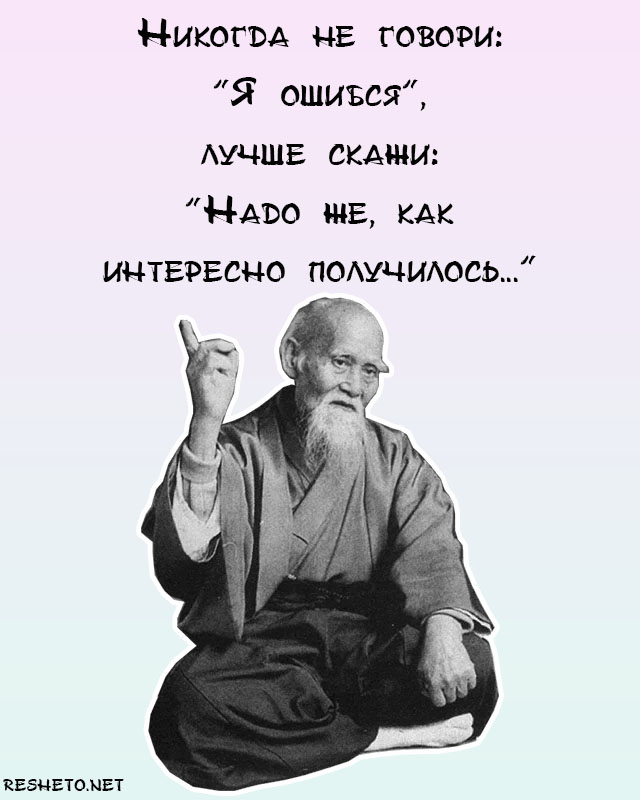 Никогда не говори:
"Я ошибся",
лучше скажи:
"Надо же, как
интересно получилось..."
RESHETO.NET